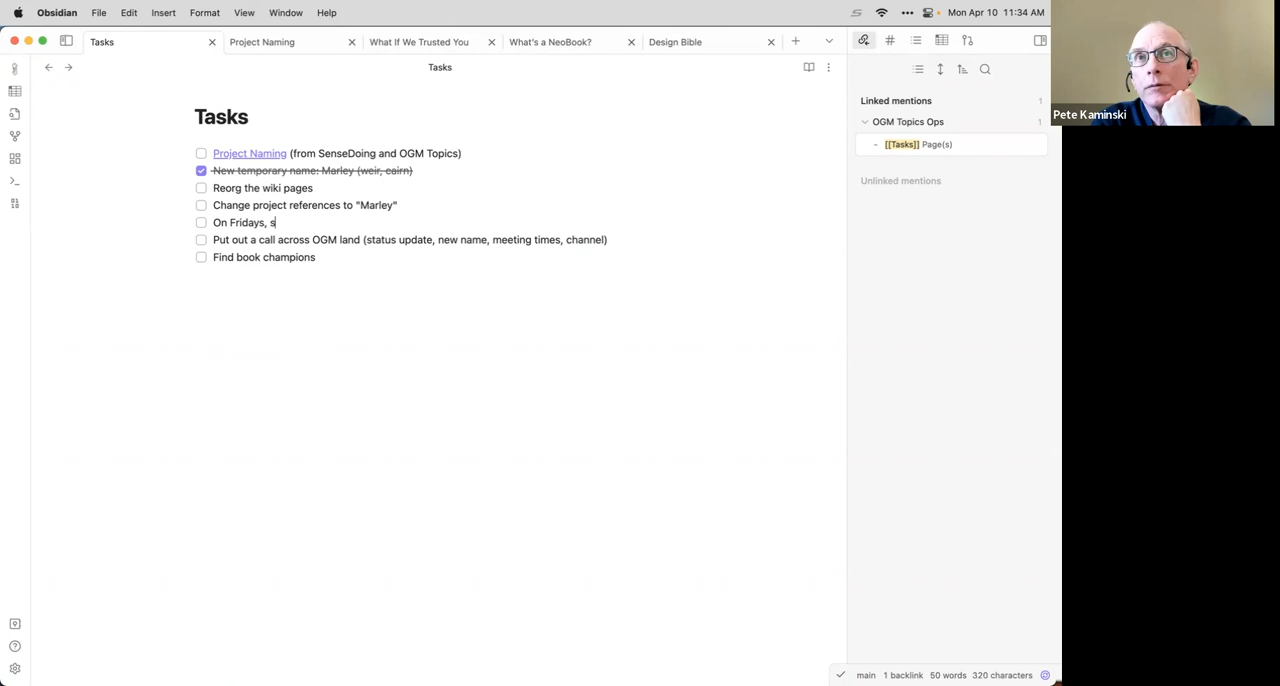 Obsidian File Edit Insert Format View Window Help Mon Apr 10 11:34 AM
Tasks Project Naming What If We Trusted You What's a NeoBook? Design Bible
Tasks
Tasks
Project Naming (from SenseDoing and OGM Topics)
New temporary name: Marley (weir, cairn)
Reorg the wiki pages
Change project references to "Marley"
On Fridays, s
Put out a call across OGM land (status update, new name, meeting times, channel)
Find book champions
Linked mentions 1
OGM Topics Ops 1
- [[Tasks]] Page(s)
Unlinked mentions
main 1 backlink 50 words 320 characters
Pete Kaminski